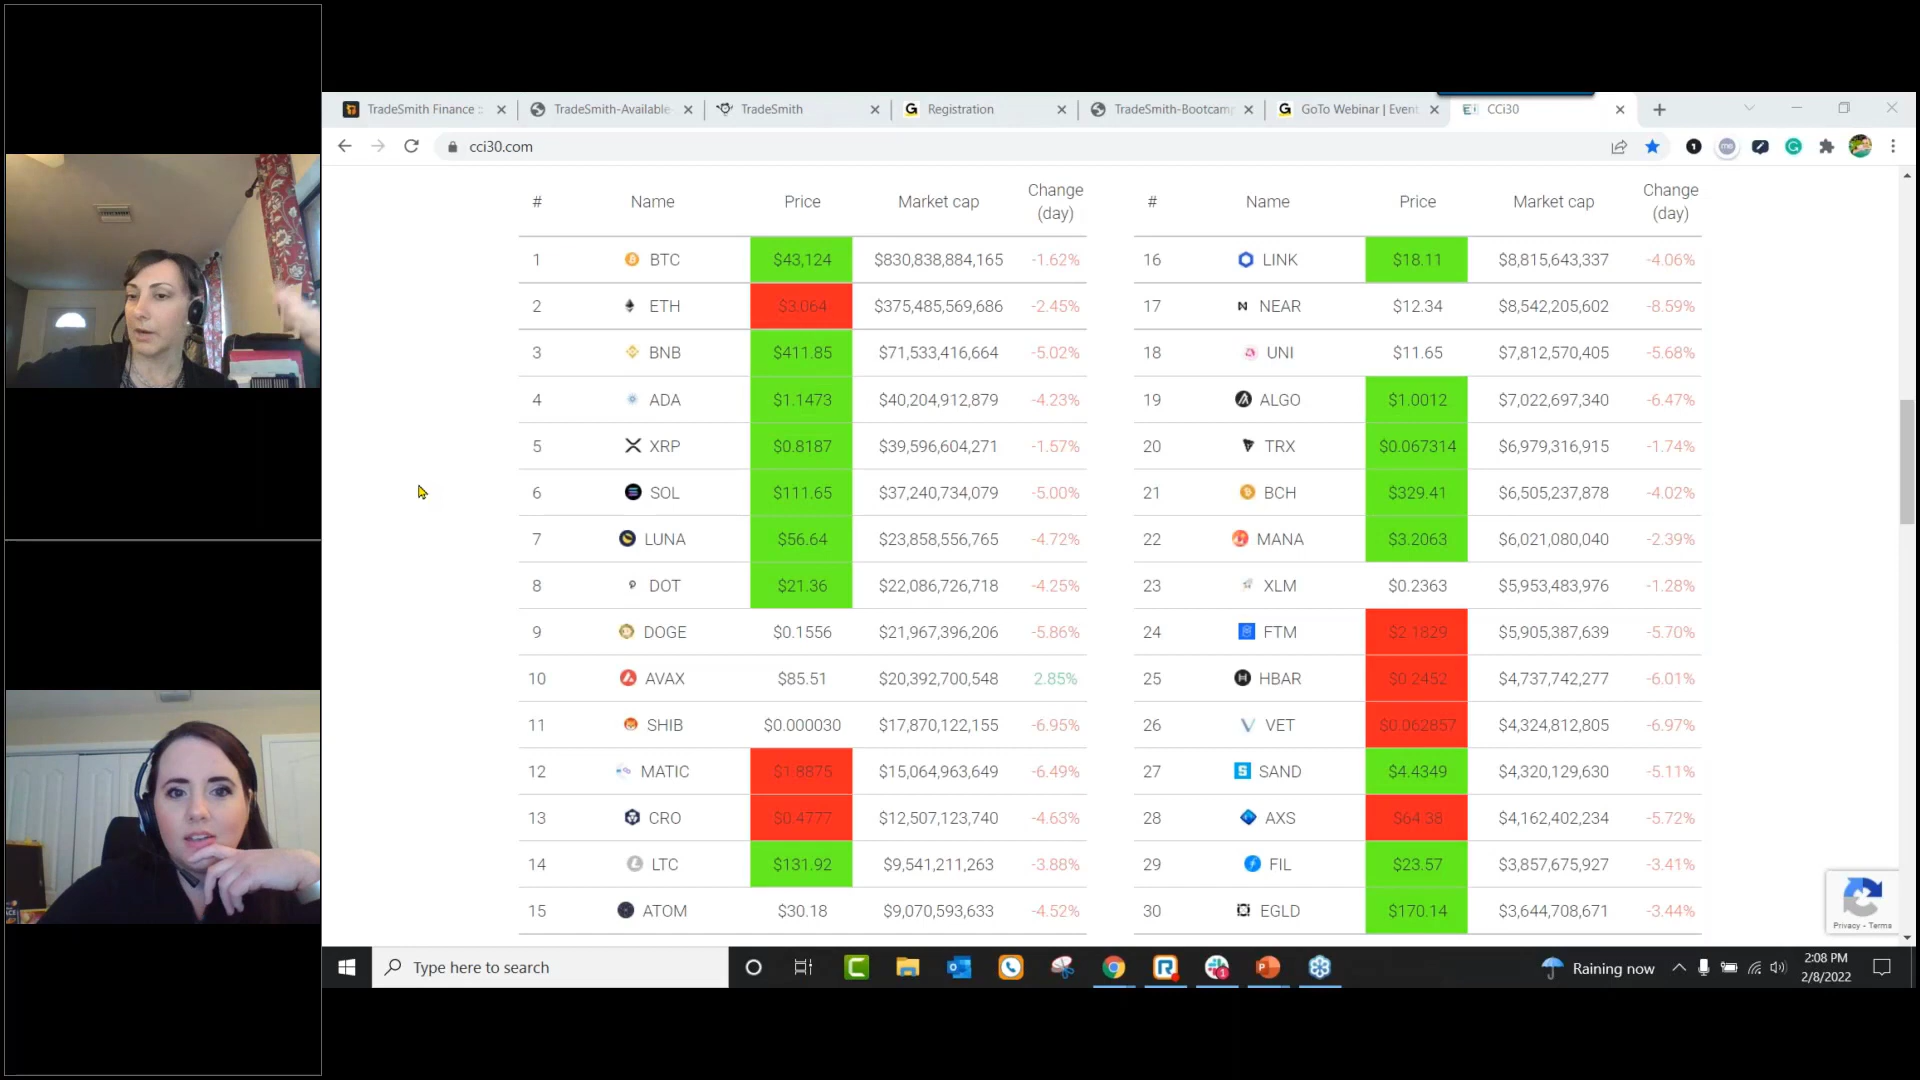 TradeSmith Finance :: TradeSmith-Available- TradeSmith Registration TradeSmith-Bootcamp GoTo Webinar | Event CCi30
cci30.com
# Name Price Market cap Change (day) # Name Price Market cap Change (day)
1 BTC $43,124 $830,838,884,165 -1.62% 16 LINK $18.11 $8,815,643,337 -4.06%
2 ETH $3,064 $375,485,569,686 -2.45% 17 NEAR $12.34 $8,542,205,602 -8.59%
3 BNB $411.85 $71,533,416,664 -5.02% 18 UNI $11.65 $7,812,570,405 -5.68%
4 ADA $1.1473 $40,204,912,879 -4.23% 19 ALGO $1.0012 $7,022,697,340 -6.47%
5 XRP $0.8187 $39,596,604,271 -1.57% 20 TRX $0.067314 $6,979,316,915 -1.74%
6 SOL $111.65 $37,240,734,079 -5.00% 21 BCH $329.41 $6,505,237,878 -4.02%
7 LUNA $56.64 $23,858,556,765 -4.72% 22 MANA $3.2063 $6,021,080,040 -2.39%
8 DOT $21.36 $22,086,726,718 -4.25% 23 XLM $0.2363 $5,953,483,976 -1.28%
9 DOGE $0.1556 $21,967,396,206 -5.86% 24 FTM $2.1829 $5,905,387,639 -5.70%
10 AVAX $85.51 $20,392,700,548 2.85% 25 HBAR $0.2452 $4,737,742,277 -6.01%
11 SHIB $0.000030 $17,870,122,155 -6.95% 26 VET $0.062857 $4,324,812,805 -6.97%
12 MATIC $1.8875 $15,064,963,649 -6.49% 27 SAND $4.4349 $4,320,129,630 -5.11%
13 CRO $0.4777 $12,507,123,740 -4.63% 28 AXS $64.38 $4,162,402,234 -5.72%
14 LTC $131.92 $9,541,211,263 -3.88% 29 FIL $23.57 $3,857,675,927 -3.41%
15 ATOM $30.18 $9,070,593,633 -4.52% 30 EGLD $170.14 $3,644,708,671 -3.44%
Privacy - Terms
Type here to search Raining now 2:08 PM
2/8/2022